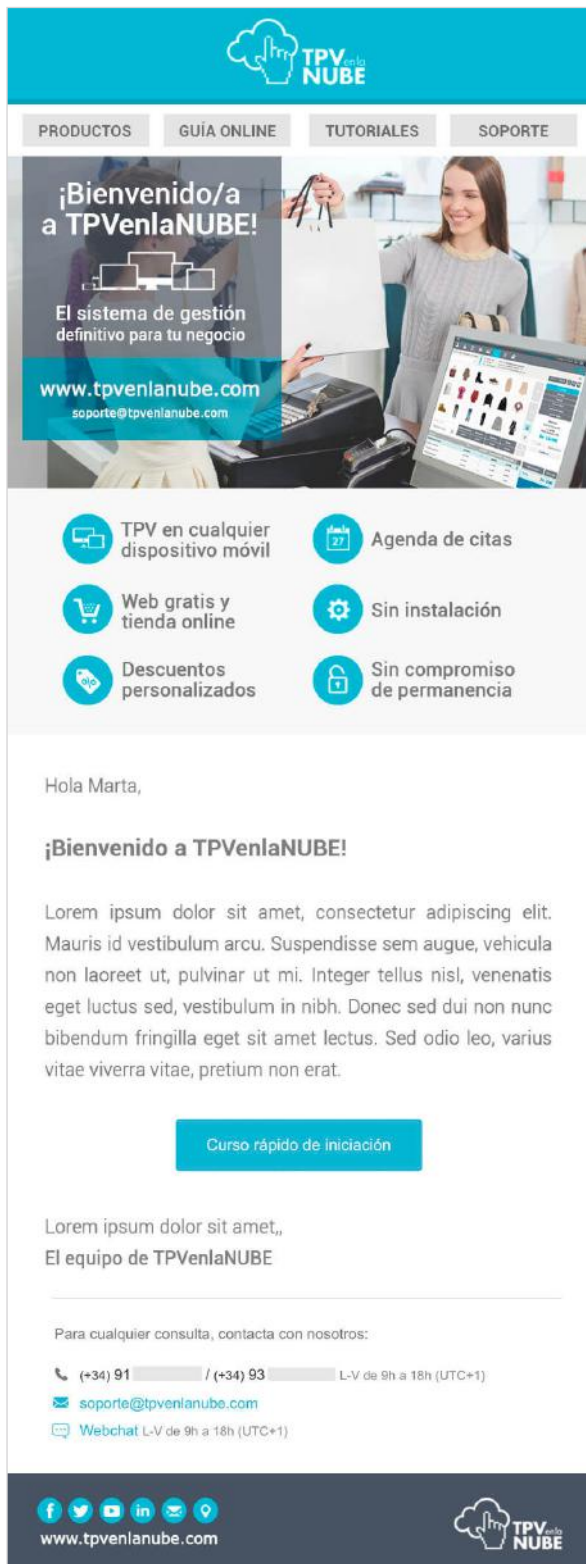 TPV en la
NUBE
PRODUCTOS GUÍA ONLINE TUTORIALES SOPORTE
¡Bienvenido/a
a TPVenlaNUBE!
El sistema de gestión
definitivo para tu negocio
www.tpvenlanube.com
soporte@tpvenlanube.com
TPV en cualquier
dispositivo móvil
27
Agenda de citas
Web gratis y
tienda online
Sin instalación
Descuentos
personalizados
Sin compromiso
de permanencia
Hola Marta,
¡Bienvenido a TPVenlaNUBE!
Lorem ipsum dolor sit amet, consectetur adipiscing elit.
Mauris id vestibulum arcu. Suspendisse sem augue, vehicula
non laoreet ut, pulvinar ut mi. Integer tellus nisl, venenatis
eget luctus sed, vestibulum in nibh. Donec sed dui non nunc
bibendum fringilla eget sit amet lectus. Sed odio leo, varius
vitae viverra vitae, pretium non erat.
Curso rápido de iniciación
Lorem ipsum dolor sit amet,,
El equipo de TPVenlaNUBE
Para cualquier consulta, contacta con nosotros:
(+34) 91 / (+34) 93 L-V de 9h a 18h (UTC+1)
soporte@tpvenlanube.com
Webchat L-V de 9h a 18h (UTC+1)
www.tpvenlanube.com
TPV en la
NUBE